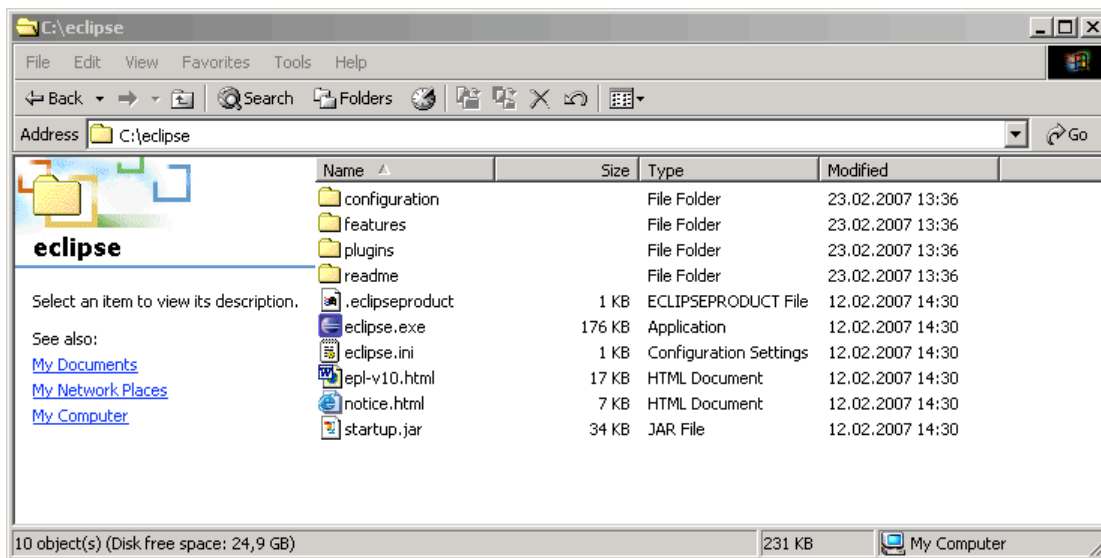 C:\eclipse
File Edit View Favorites Tools Help
Back Search Folders
Address C:\eclipse Go
eclipse
Select an item to view its description.
See also:
My Documents
My Network Places
My Computer
Name Size Type Modified
configuration File Folder 23.02.2007 13:36
features File Folder 23.02.2007 13:36
plugins File Folder 23.02.2007 13:36
readme File Folder 23.02.2007 13:36
.eclipseproduct 1 KB ECLIPSEPRODUCT File 12.02.2007 14:30
eclipse.exe 176 KB Application 12.02.2007 14:30
eclipse.ini 1 KB Configuration Settings 12.02.2007 14:30
epl-v10.html 17 KB HTML Document 12.02.2007 14:30
notice.html 7 KB HTML Document 12.02.2007 14:30
startup.jar 34 KB JAR File 12.02.2007 14:30
10 object(s) (Disk free space: 24,9 GB) 231 KB My Computer